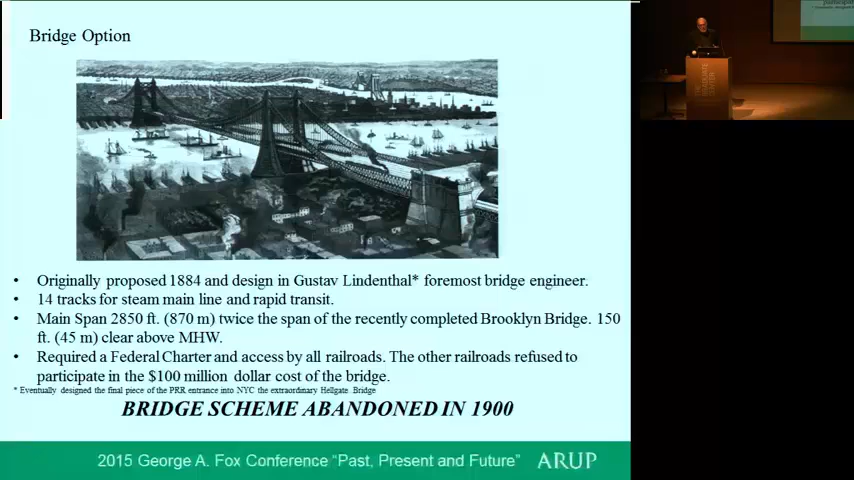 Bridge Option
• Originally proposed 1884 and design in Gustav Lindenthal* foremost bridge engineer.
• 14 tracks for steam main line and rapid transit.
• Main Span 2850 ft. (870 m) twice the span of the recently completed Brooklyn Bridge. 150
ft. (45 m) clear above MHW.
• Required a Federal Charter and access by all railroads. The other railroads refused to
participate in the $100 million dollar cost of the bridge.
* Eventually designed the final piece of the PRR entrance into NYC the extraordinary Hellgate Bridge
BRIDGE SCHEME ABANDONED IN 1900
2015 George A. Fox Conference "Past, Present and Future"
ARUP
THE
GRADUATE
CENTER